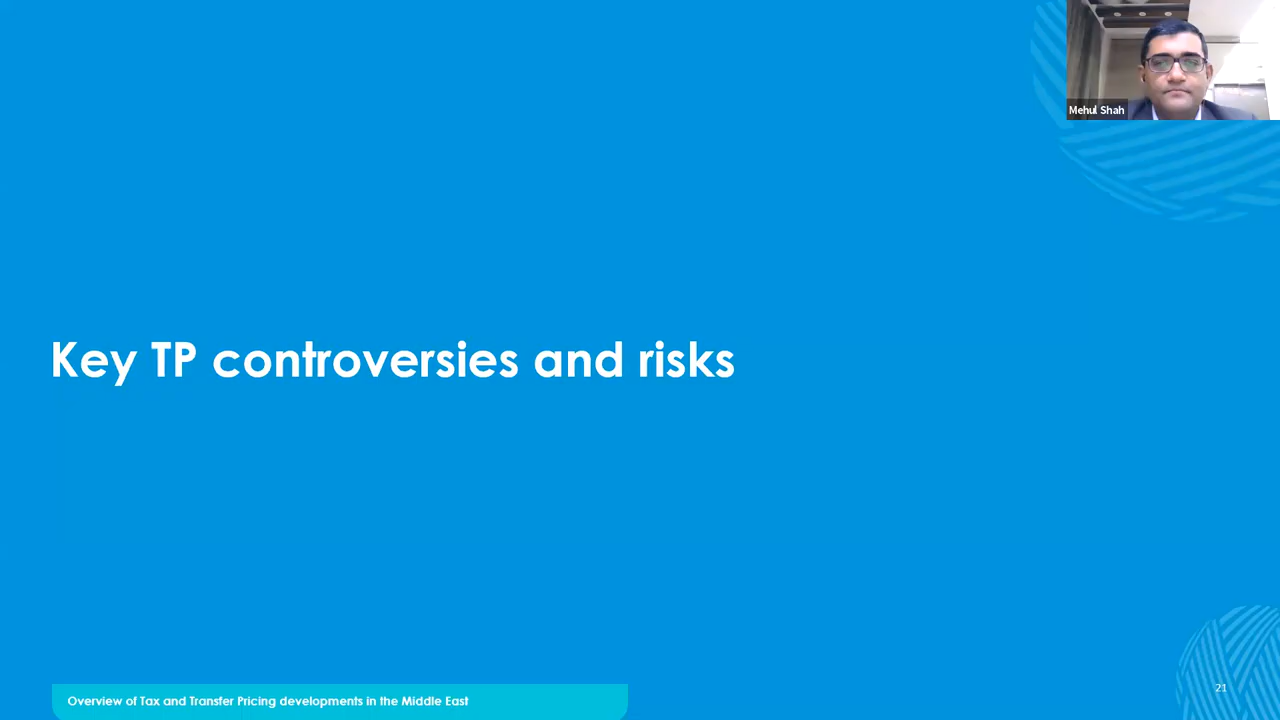 Mehul Shah
Key TP controversies and risks
Overview of Tax and Transfer Pricing developments in the Middle East
21